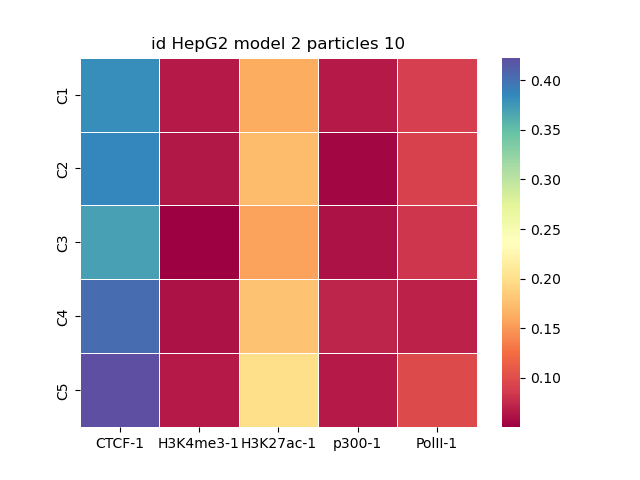 id HepG2 model 2 particles 10
C1
C2
C3
C4
C5
CTCF-1 H3K4me3-1 H3K27ac-1 p300-1 PolII-1
0.40
0.35
0.30
0.25
0.20
0.15
0.10